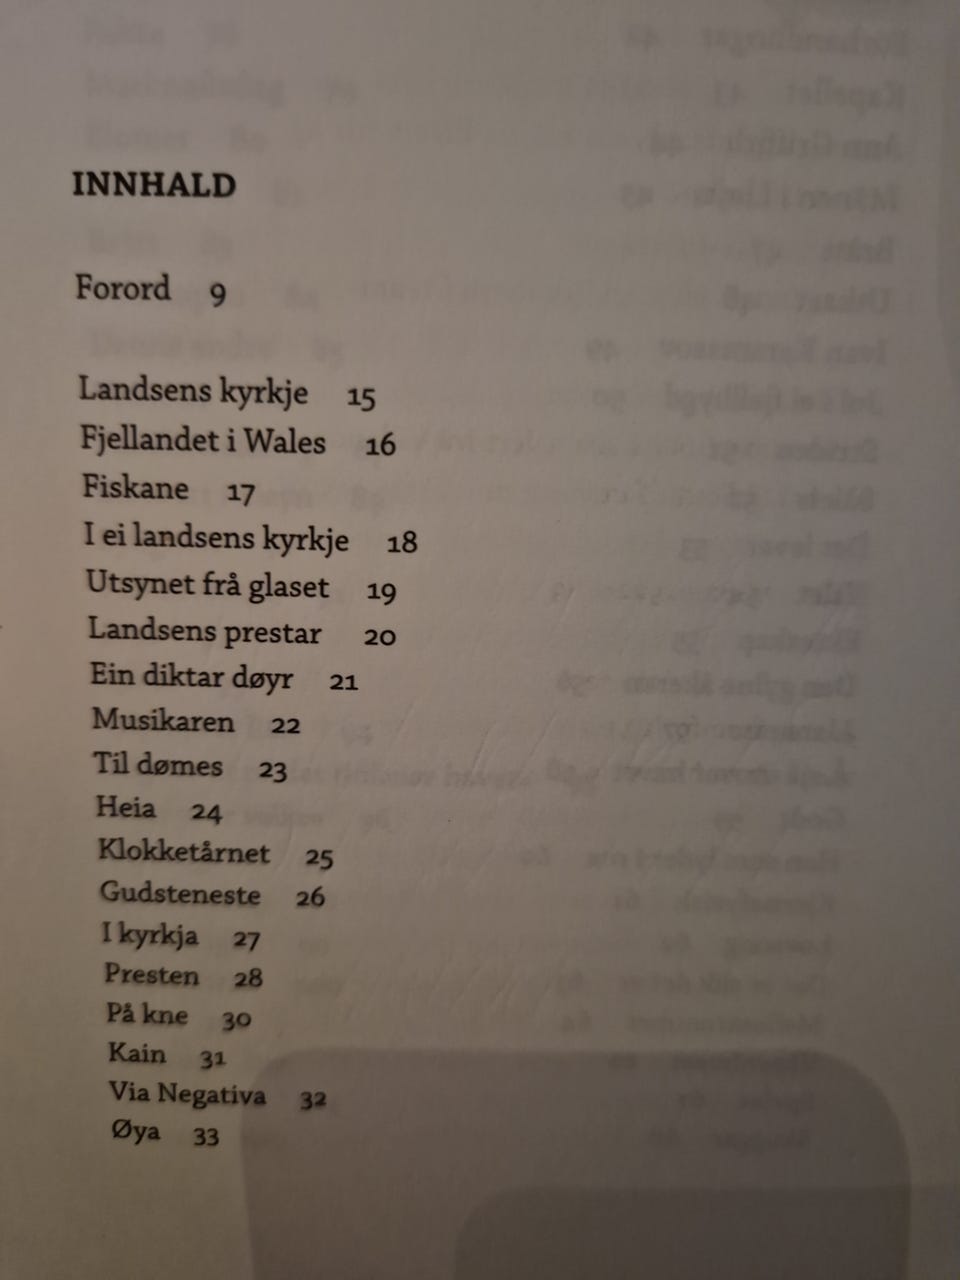 INNHALD
Forord 9
Landsens kyrkje 15
Fjellandet i Wales 16
Fiskane 17
I ei landsens kyrkje 18
Utsynet frå glaset 19
Landsens prestar 20
Ein diktar døyr 21
Musikaren 22
Til dømes 23
Heia 24
Klokketårnet 25
Gudsteneste 26
I kyrkja 27
Presten 28
På kne 30
Kain 31
Via Negativa 32
Øya 33